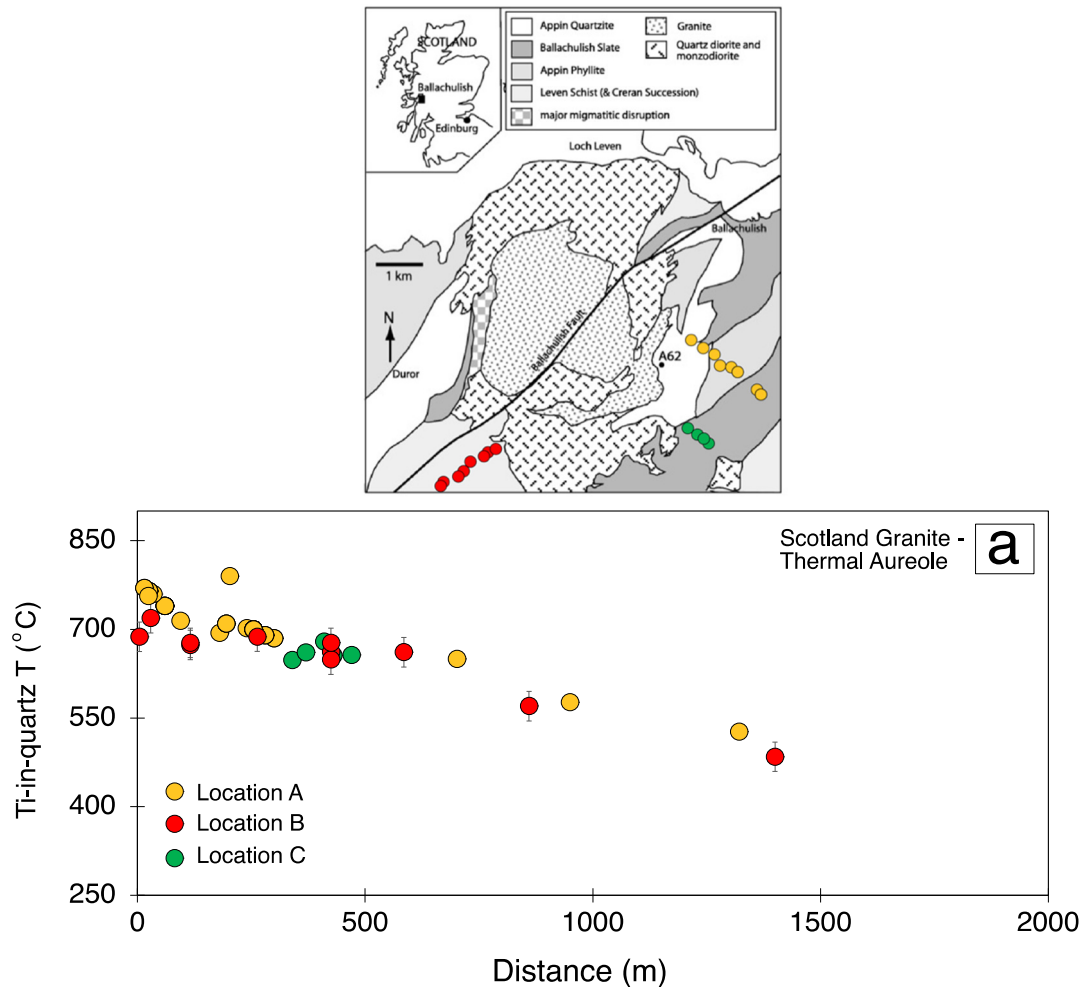 SCOTLAND
Ballachulish
Edinburg
Appin Quartzite
Ballachulish Slate
Appin Phyllite
Leven Schist (& Creran Succession)
major migmatitic disruption
Granite
Quartz diorite and
monzodiorite
Loch Leven
Ballachulish
1 km
N
Duror
Ballachulish Fault
A62
Scotland Granite -
Thermal Aureole
a
Ti-in-quartz T (°C)
850
700
550
400
250
Location A
Location B
Location C
0 500 1000 1500 2000
Distance (m)